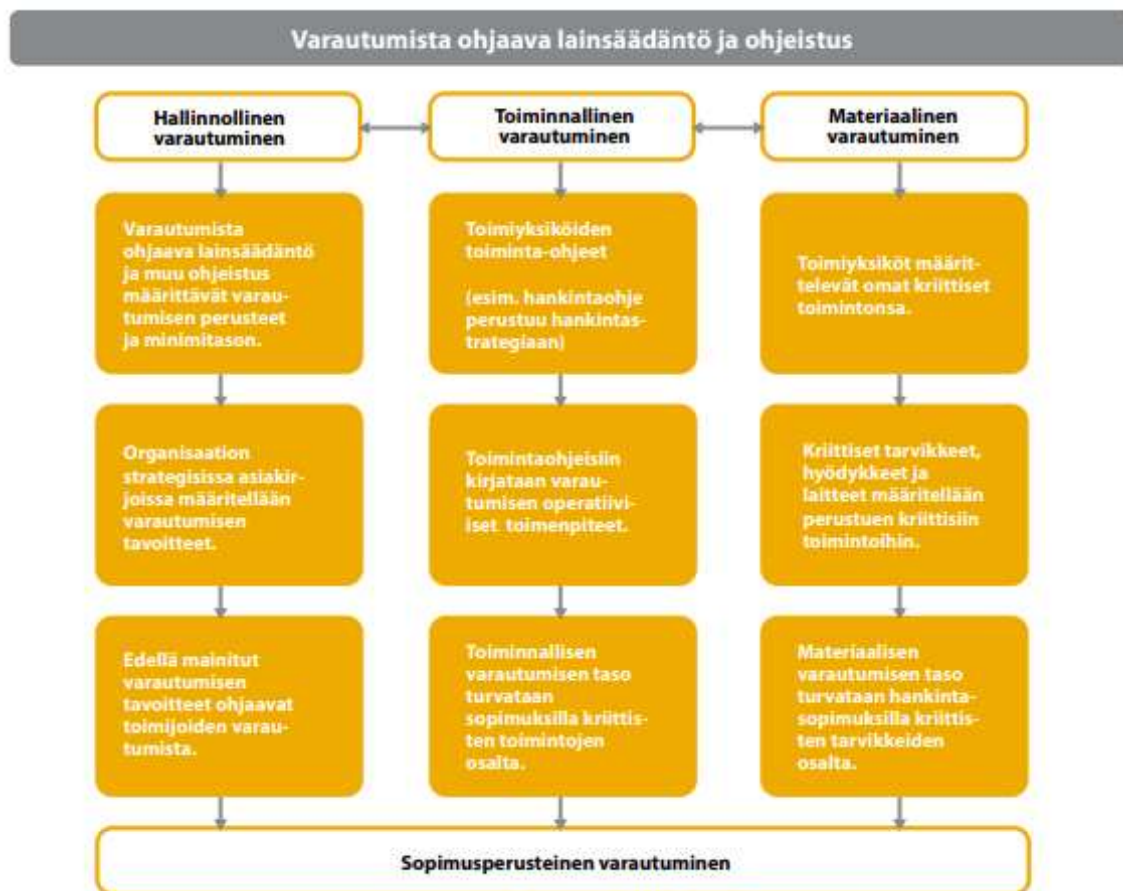 Varautumista ohjaava lainsäädäntö ja ohjeistus
Hallinnollinen
varautuminen
Toiminnallinen
varautuminen
Materiaalinen
varautuminen
Varautumista
ohjaava lainsäädäntö
ja muu ohjeistus
määrittävät varau-
tumisen perusteet
ja minimitason.
Toimiyksiköiden
toiminta-ohjeet
(esim. hankintaohje
perustuu hankintas-
trategiaan)
Toimiyksiköt määrit-
televät omat kriittiset
toimintonsa.
Organisaation
strategisissa asiakir-
joissa määritellään
varautumisen
tavoitteet.
Toimintaohjeisiin
kirjataan varau-
tumisen operatiivi-
iset toimenpiteet.
Kriittiset tarvikkeet,
hyödykkeet ja
laitteet määritellään
perustuen kriittisiin
toimintoihin.
Edellä mainitut
varautumisen
tavoitteet ohjaavat
toimijoiden varau-
tumista.
Toiminnallisen
varautumisen taso
turvataan
sopimuksilla kriittis-
ten toimintojen
osalta.
Materiaalisen
varautumisen taso
turvataan hankinta-
sopimuksilla kriittis-
ten tarvikkeiden
osalta.
Sopimusperusteinen varautuminen